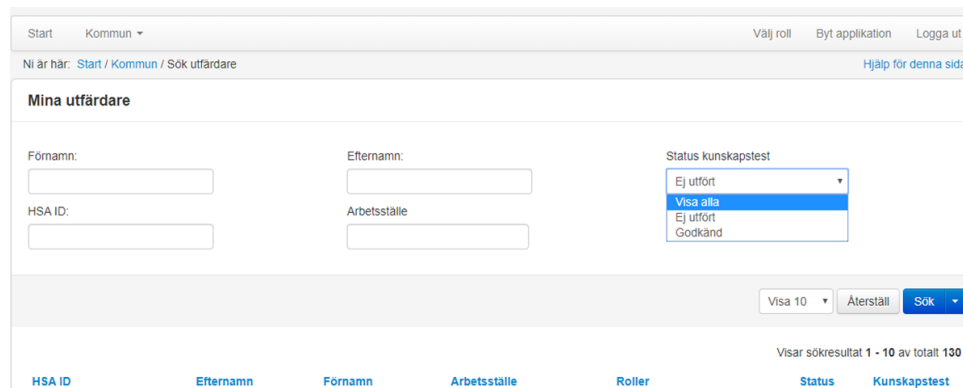 Start Kommun Välj roll Byt applikation Logga ut
Ni är här: Start / Kommun / Sök utfärdare Hjälp för denna sida
Mina utfärdare
Förnamn: Efternamn: Status kunskapstest
Ej utfört
Visa alla
HSA ID: Arbetsställe
Ej utfört
Godkänd
Visa 10 Återställ Sök
Visar sökresultat 1 - 10 av totalt 130
HSA ID Efternamn Förnamn Arbetsställe Roller Status Kunskapstest